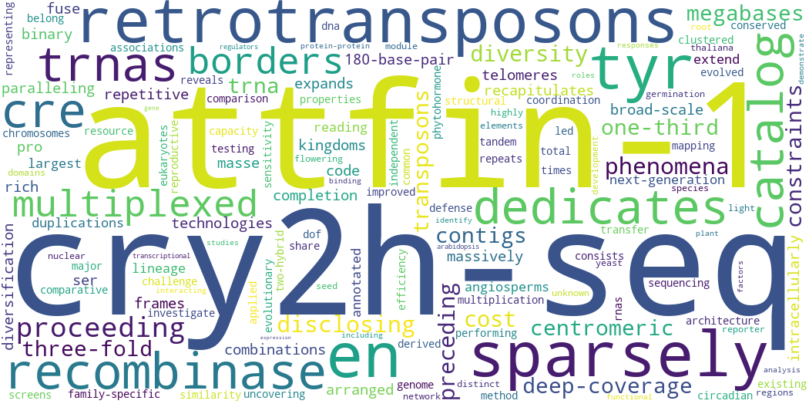 representing
belong
fuse
binary
retrotransposons
megabases
associations
regulators
dna
protein-protein
module
180-base-pair
root
responses
thaliana
clustered
conserved
trnas
borders
tyr
diversity
extend
evolved
paralleling
reveals
trna
expands
telomeres
recapitulates
demonstrate
repetitive
comparison
properties
structural
coordination
broad-scale
roles
germination
cre
attfin-1
catalog
constraints
chromosomes
resource
gene
capacity
testing
kingdoms
reading
highly
elements
led
one-third
mapping
largest
pro
masse
code
tandem
total
phenomena
domains
eukaryotes
reproductive
sensitivity
flowering
independent
common
transposons
phytohormone
repeats
times
development
next-generation
rich
completion
binding
improved
species
multiplexed
dedicates
defense
identify
light
duplications
technologies
dof
share
contigs
arabidopsis
transfer
plant
diversification
cry2h-seq
nuclear
transcriptional
studies
two-hybrid
annotated
efficiency
massively
consists
yeast
unknown
factors
major
lineage
evolutionary
seed
angiosperms
rnas
sequencing
intracellularly
comparative
challenge
applied
multiplication
architecture
ser
interacting
frames
investigate
disclosing
cost
performing
reporter
proceeding
three-fold
combinations
expression
including
derived
en
preceding
centromeric
recombinase
arranged
genome
network
sparsely
distinct
method
deep-coverage
circadian
analysis
existing
regions
screens
family-specific
similarity
uncovering
functional